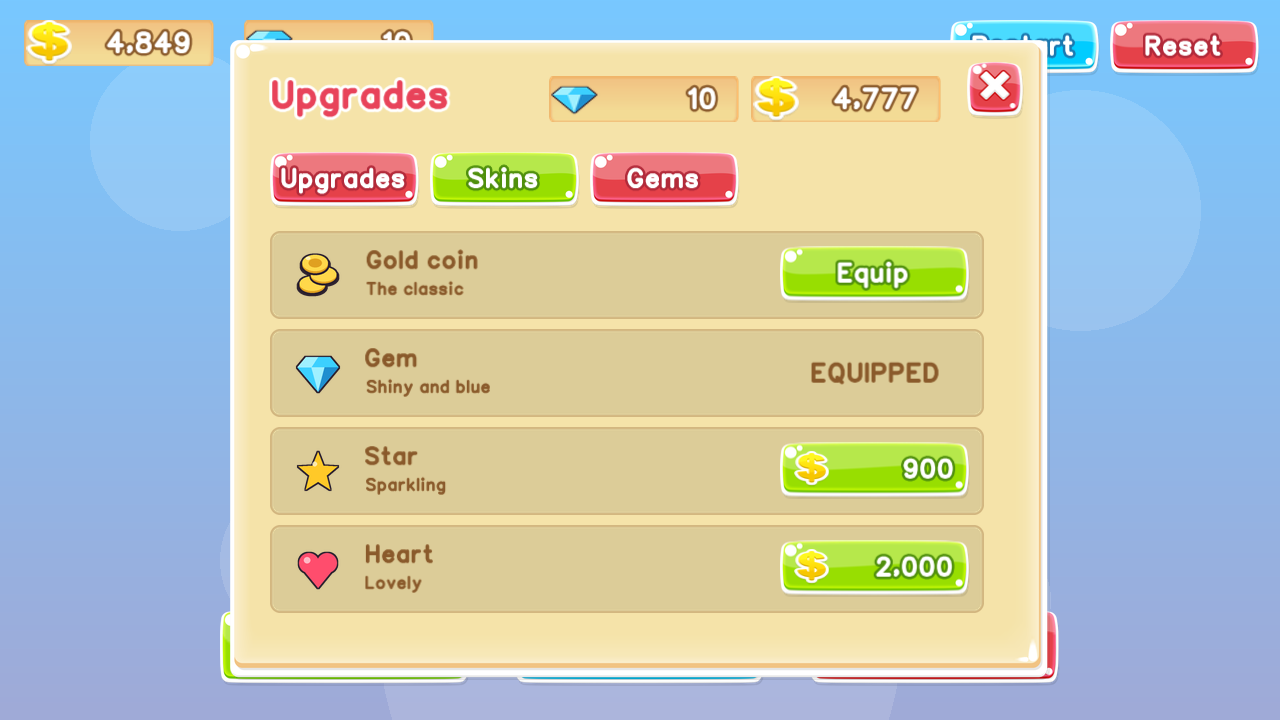 4,849
Reset
Upgrades
10
4,777
Upgrades
Skins
Gems
Gold coin
The classic
Equip
Gem
Shiny and blue
EQUIPPED
Star
Sparkling
900
Heart
Lovely
2,000